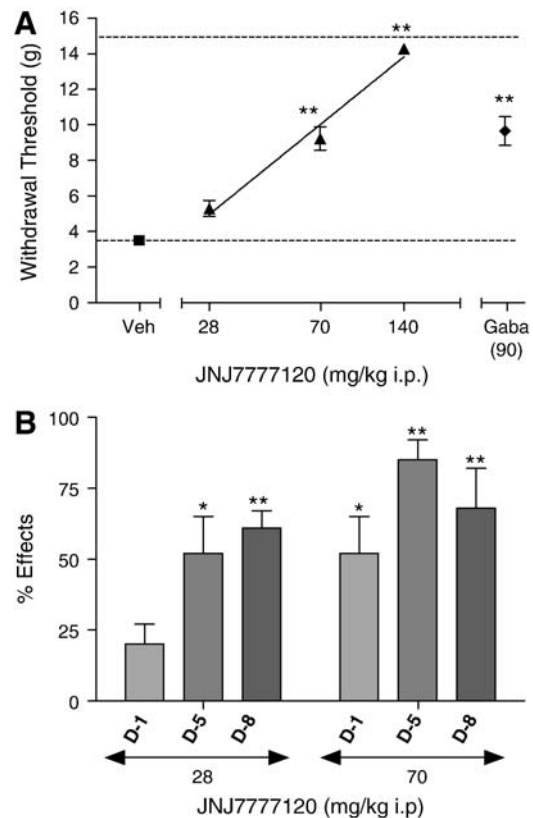 A
Withdrawal Threshold (g)
16
14
12
10
8
6
4
2
0
**
**
**
Veh
28
70
140
Gaba
(90)
JNJ7777120 (mg/kg i.p.)
B
% Effects
100
75
50
25
0
*
**
*
**
**
D-1
D-5
D-8
D-1
D-5
D-8
28
70
JNJ7777120 (mg/kg i.p)